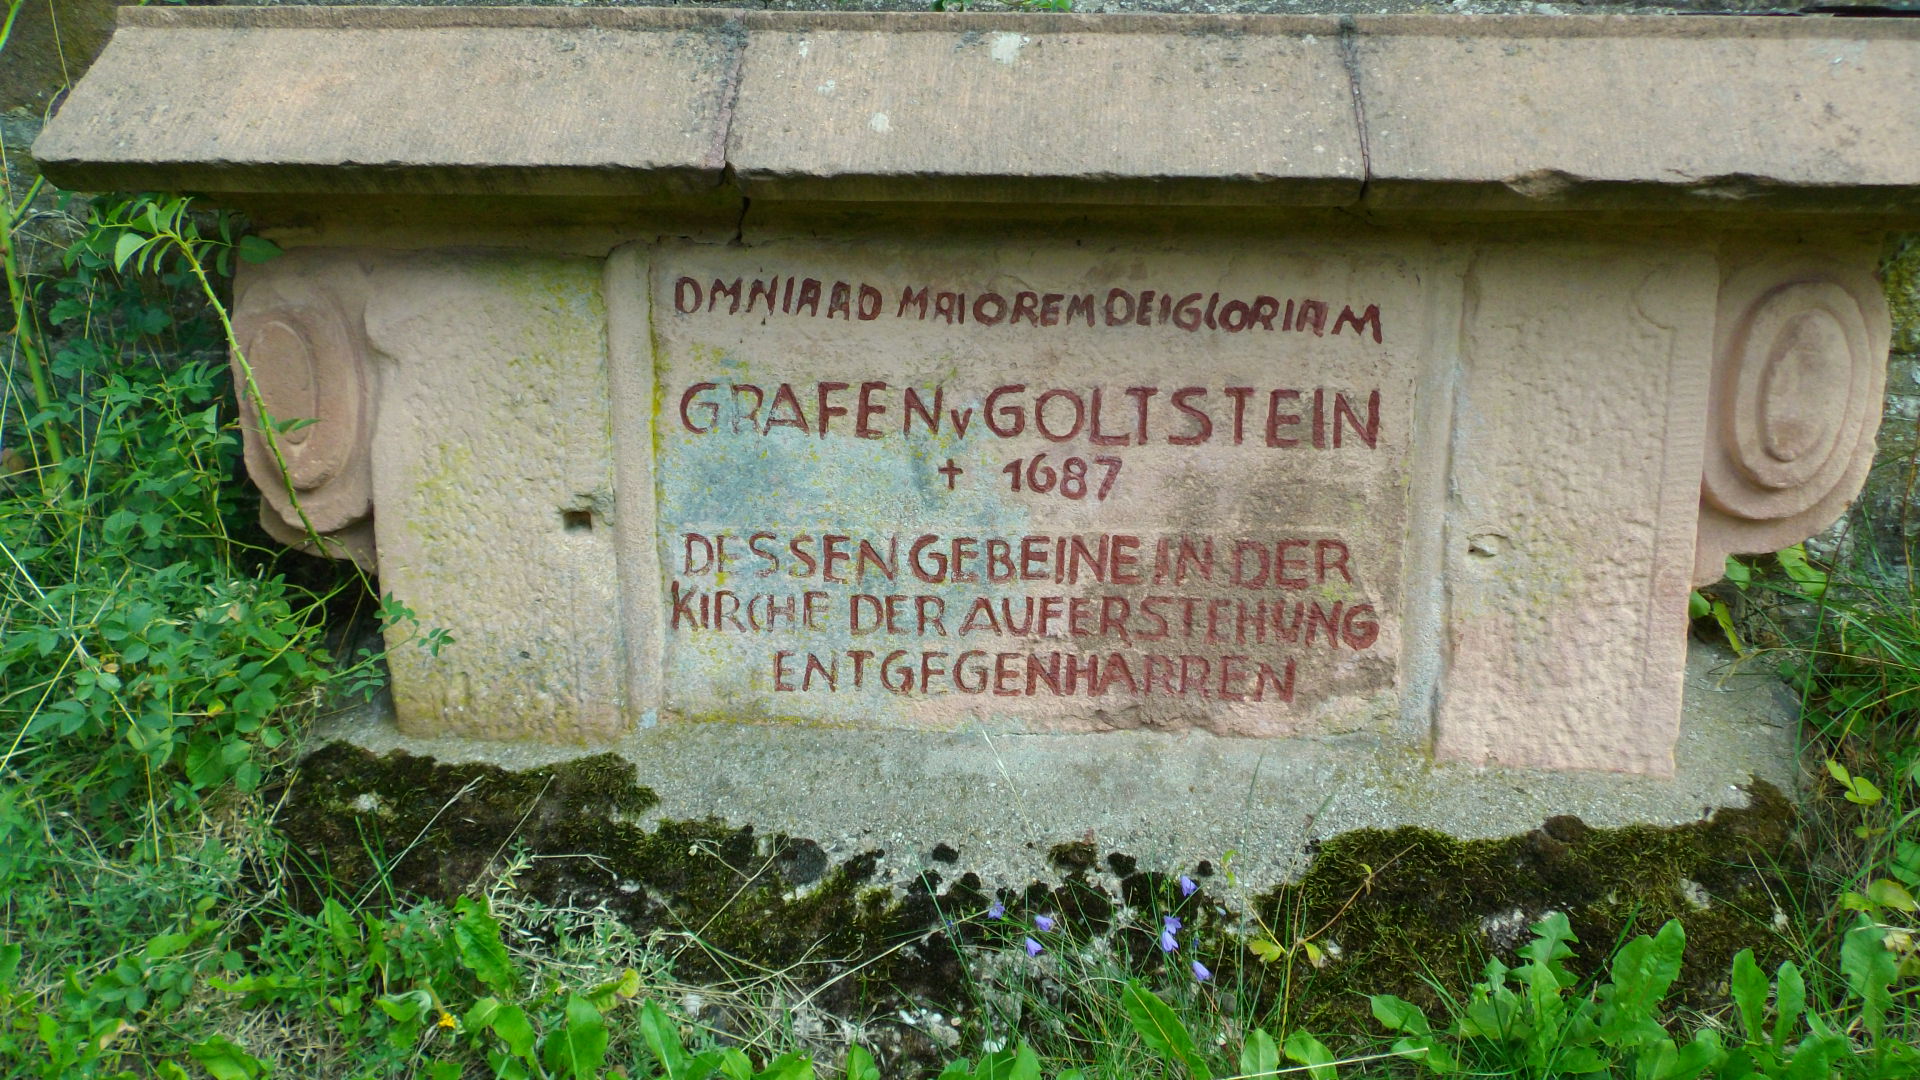 OMNIA AD MAIOREM DEI GLORIAM
GRAFEN v GOLTSTEIN
+ 1687
DESSEN GEBEINE IN DER
KIRCHE DER AUFERSTEHUNG
ENTGEGENHARREN